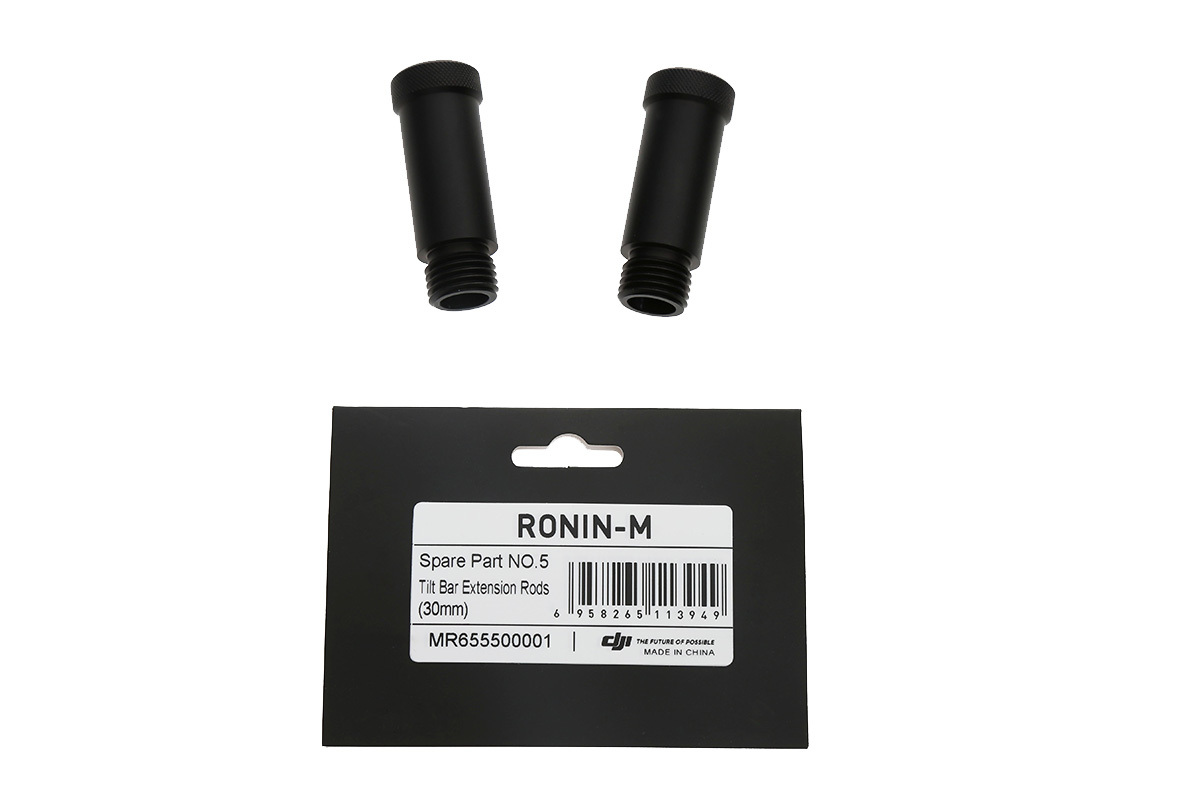 RONIN-M
Spare Part NO.5
Tilt Bar Extension Rods
(30mm)
6 958265 113949
MR655500001 | dji THE FUTURE OF POSSIBLE
MADE IN CHINA